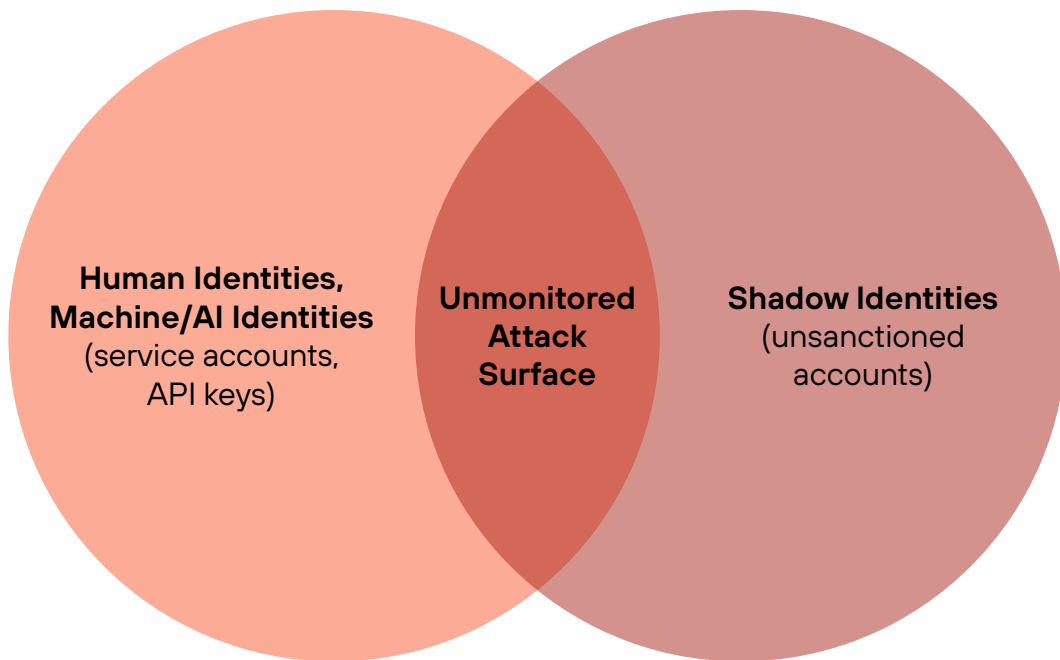 Human Identities,
Machine/AI Identities
(service accounts,
API keys)
Unmonitored
Attack
Surface
Shadow Identities
(unsanctioned
accounts)